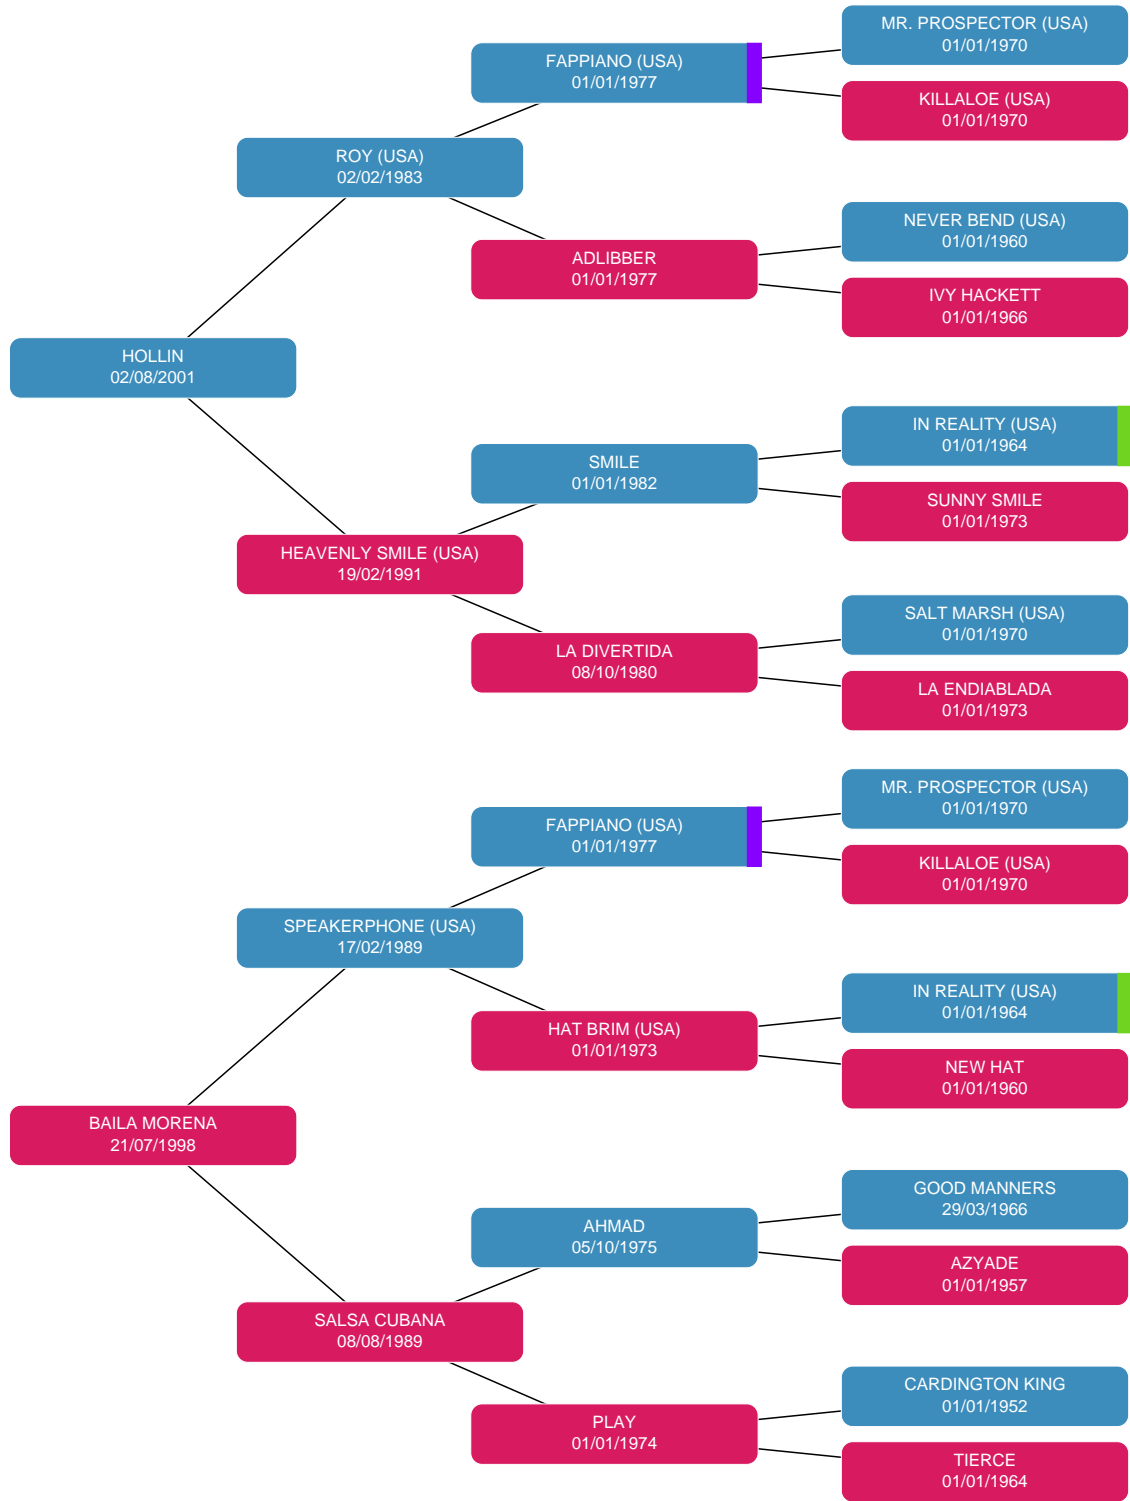 MR. PROSPECTOR (USA)
01/01/1970
FAPPIANO (USA)
01/01/1977
KILLALOE (USA)
01/01/1970
ROY (USA)
02/02/1983
NEVER BEND (USA)
01/01/1960
ADLIBBER
01/01/1977
IVY HACKETT
01/01/1966
HOLLIN
02/08/2001
IN REALITY (USA)
01/01/1964
SMILE
01/01/1982
SUNNY SMILE
01/01/1973
HEAVENLY SMILE (USA)
19/02/1991
SALT MARSH (USA)
01/01/1970
LA DIVERTIDA
08/10/1980
LA ENDIABLADA
01/01/1973
MR. PROSPECTOR (USA)
01/01/1970
FAPPIANO (USA)
01/01/1977
KILLALOE (USA)
01/01/1970
SPEAKERPHONE (USA)
17/02/1989
IN REALITY (USA)
01/01/1964
HAT BRIM (USA)
01/01/1973
NEW HAT
01/01/1960
BAILA MORENA
21/07/1998
GOOD MANNERS
29/03/1966
AHMAD
05/10/1975
AZYADE
01/01/1957
SALSA CUBANA
08/08/1989
CARDINGTON KING
01/01/1952
PLAY
01/01/1974
TIERCE
01/01/1964